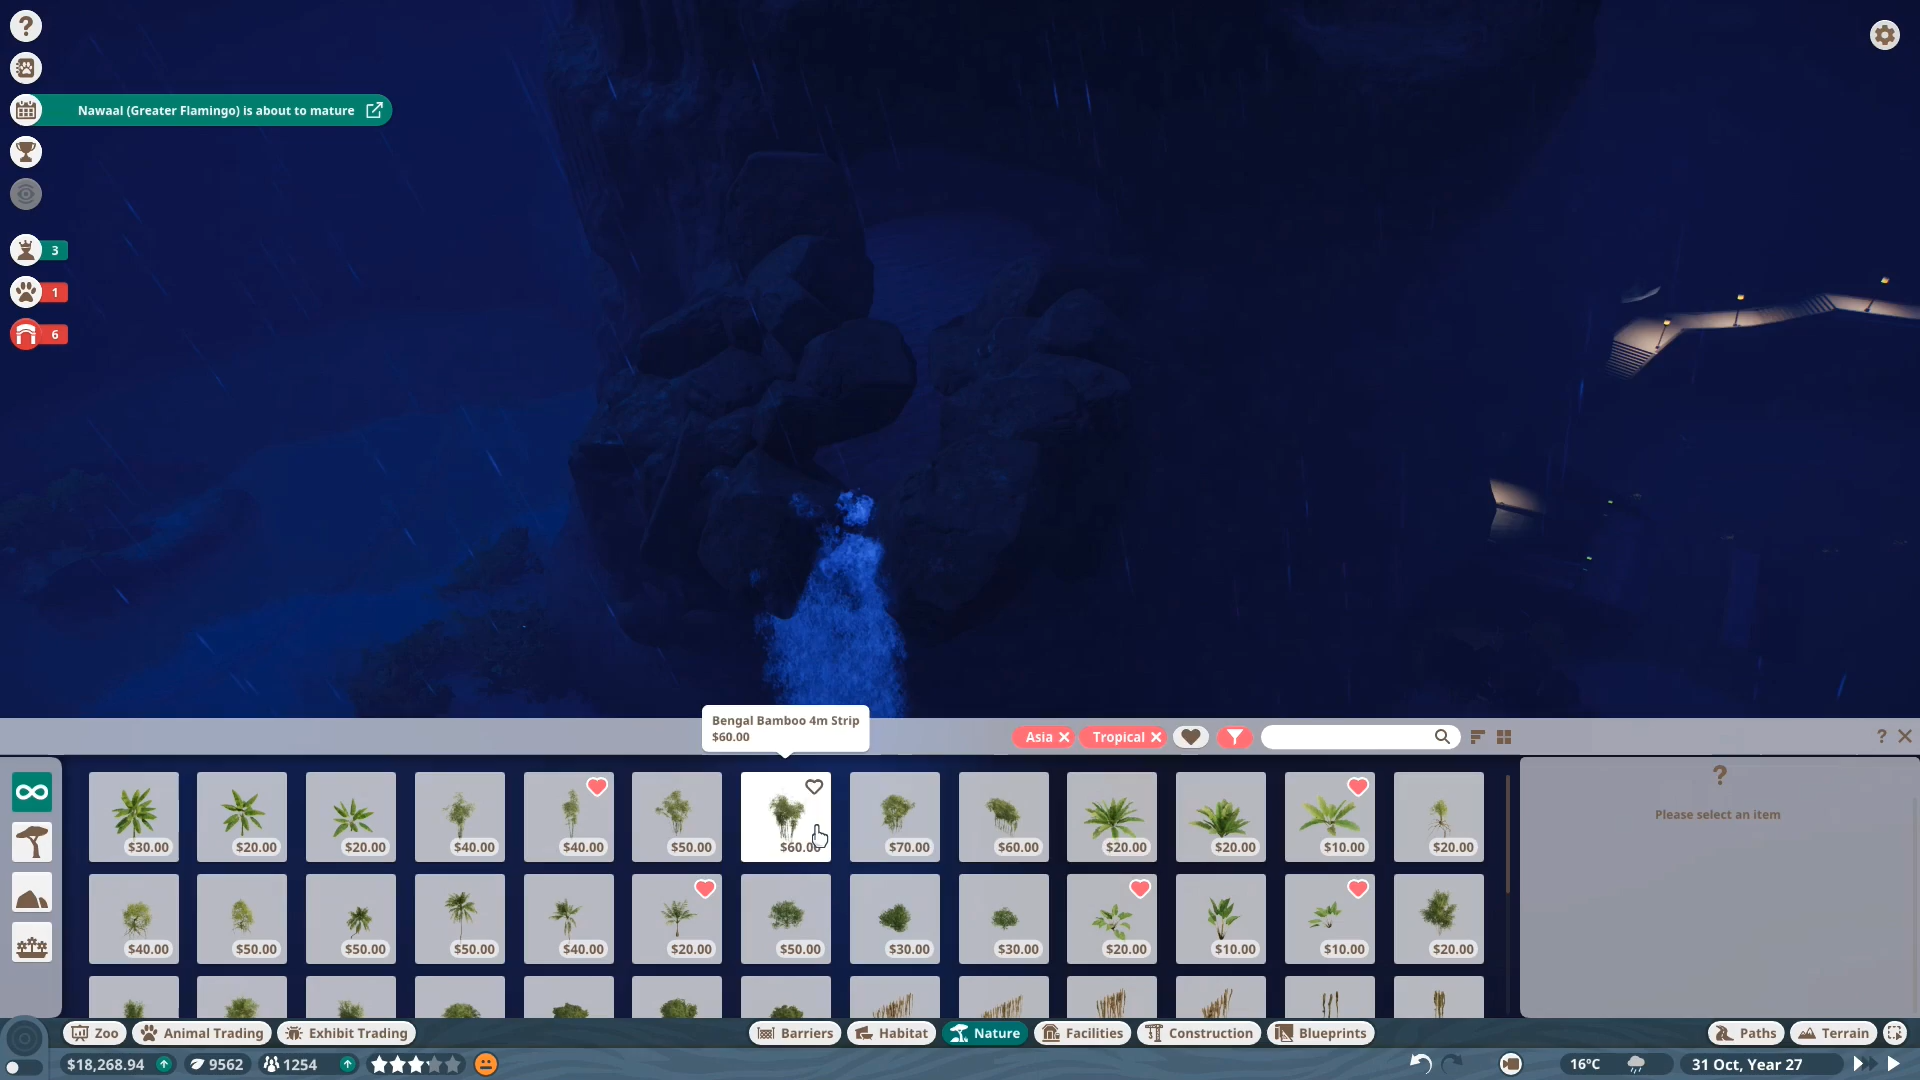 ?
Nawaal (Greater Flamingo) is about to mature
3
1
6
Bengal Bamboo 4m Strip
$60.00
Asia
Tropical
?
$30.00 $20.00 $20.00 $40.00 $40.00 $50.00 $60.00 $70.00 $60.00 $20.00 $20.00 $10.00 $20.00
?
Please select an item
$40.00 $50.00 $50.00 $50.00 $40.00 $20.00 $50.00 $30.00 $30.00 $20.00 $10.00 $10.00 $20.00
Zoo Animal Trading Exhibit Trading Barriers Habitat Nature Facilities Construction Blueprints Paths Terrain
$18,268.94 9562 1254 16°C 31 Oct, Year 27